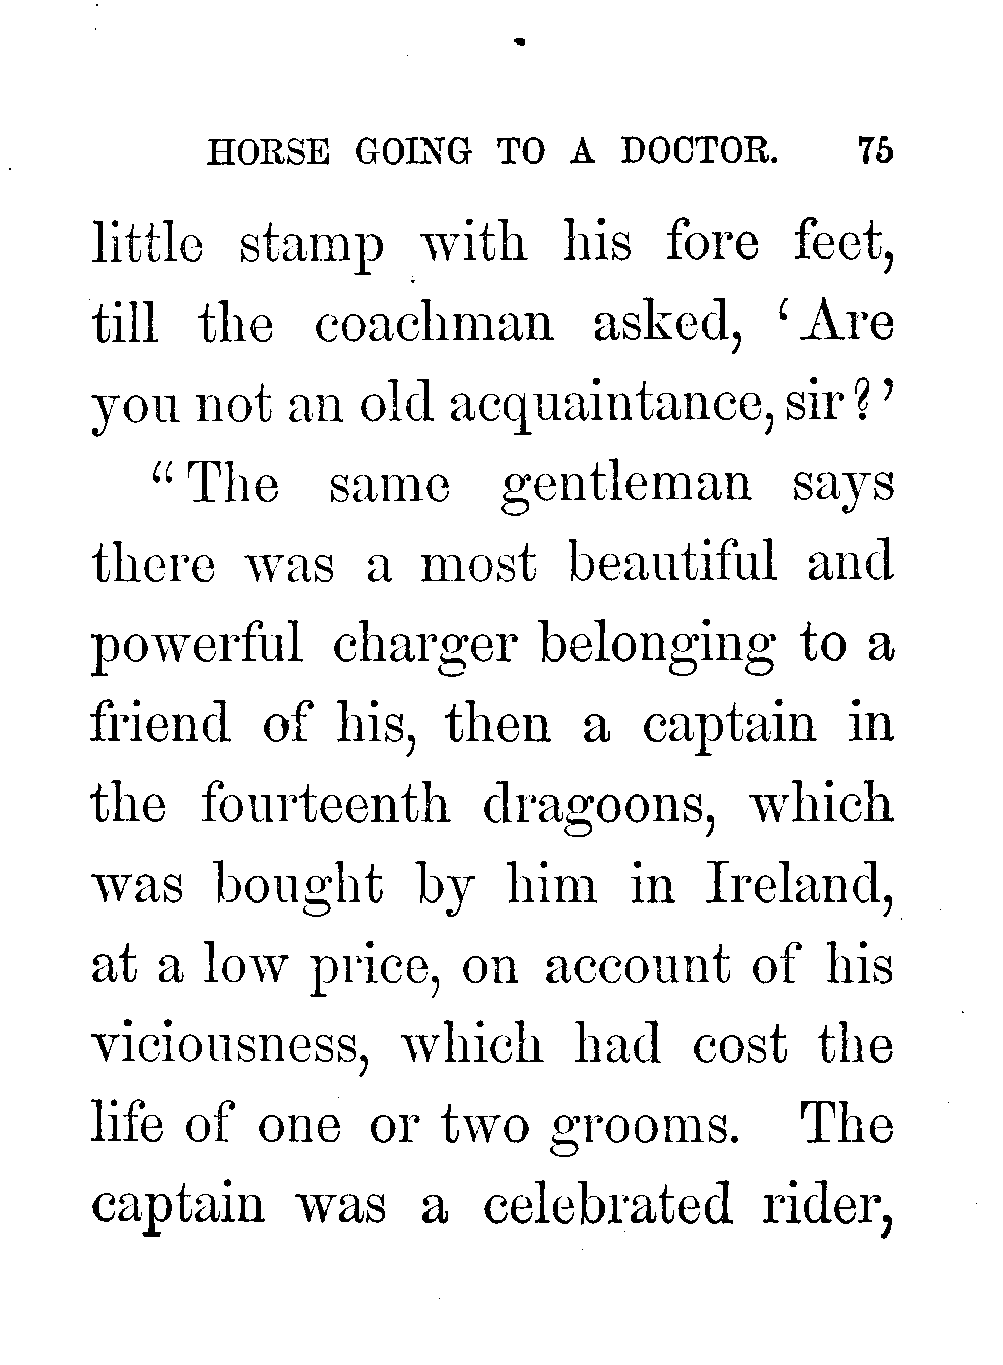 HORSE GOING TO A DOCTOR. 75
little stamp with his fore feet,
till the coachman asked, ‘Are
you not an old acquaintance, sir?’
“The same gentleman says
there was a most beautiful and
powerful charger belonging to a
friend of his, then a captain in
the fourteenth dragoons, which
was bought by him in Ireland,
at a low price, on account of his
viciousness, which had cost the
life of one or two grooms. The
captain was a celebrated rider,